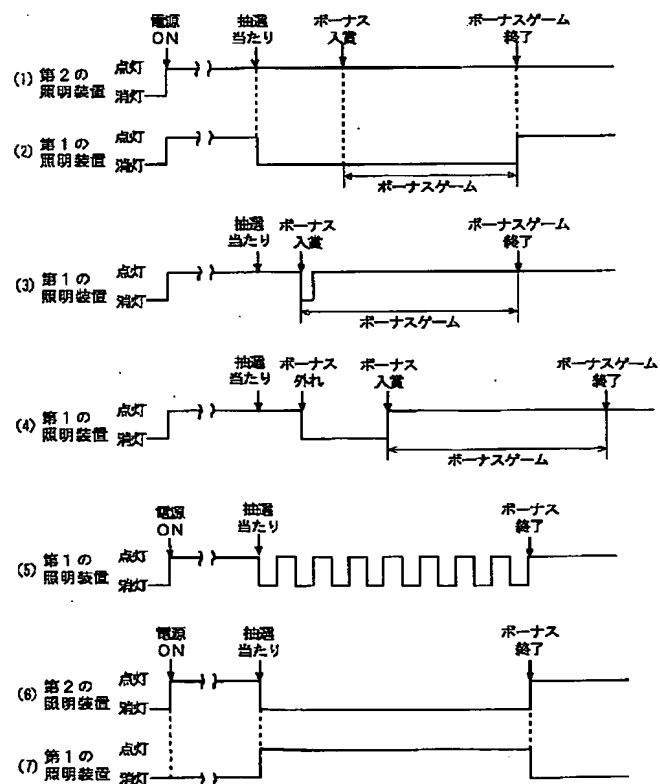 電源
ON
抽選
当たり
ボーナス
入賞
ボーナスゲーム
終了
(1) 第2の
照明装置
点灯
消灯
(2) 第1の
照明装置
点灯
消灯
ボーナスゲーム
抽選
当たり
ボーナス
入賞
ボーナスゲーム
終了
(3) 第1の
照明装置
点灯
消灯
ボーナスゲーム
抽選
当たり
ボーナス
外れ
ボーナス
入賞
ボーナスゲーム
終了
(4) 第1の
照明装置
点灯
消灯
ボーナスゲーム
電源
ON
抽選
当たり
ボーナス
終了
(5) 第1の
照明装置
点灯
消灯
電源
ON
抽選
当たり
ボーナス
終了
(6) 第2の
照明装置
点灯
消灯
(7) 第1の
照明装置
点灯
消灯